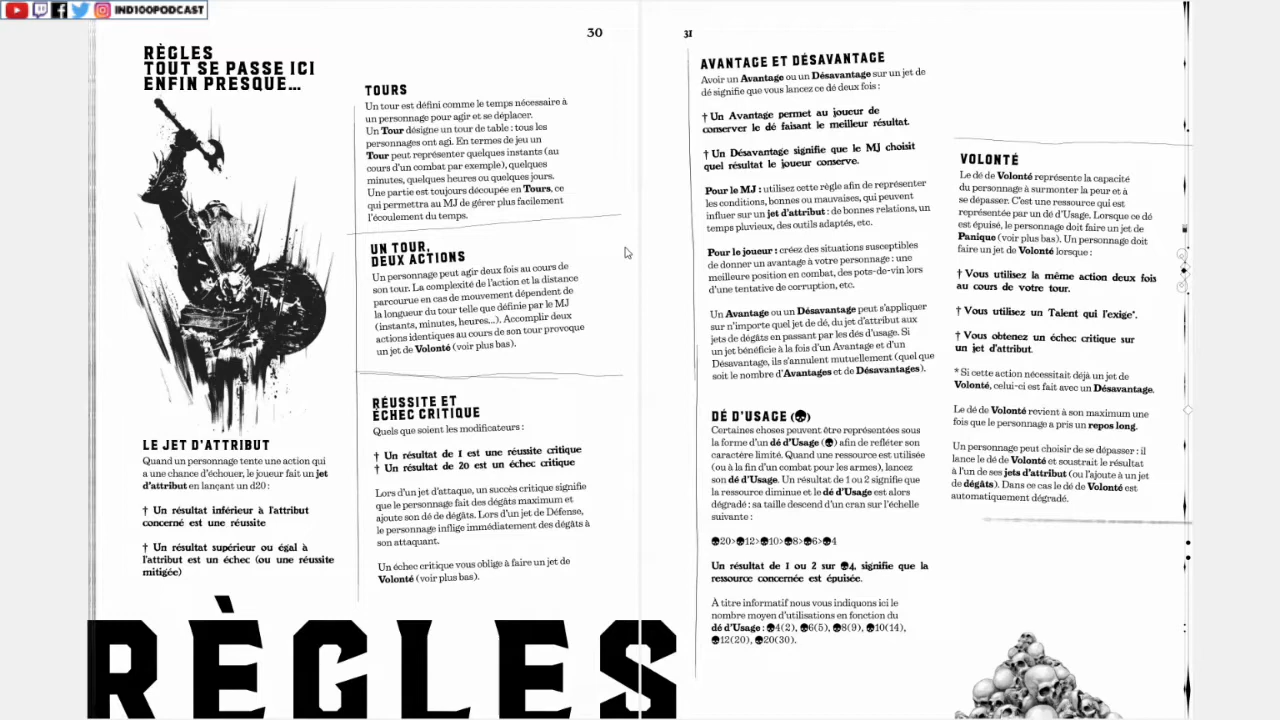 IND100PODCAST
30
RÈGLES
TOUT SE PASSE ICI
ENFIN PRESQUE...
LE JET D'ATTRIBUT
Quand un personnage tente une action qui
a une chance d'échouer, le joueur fait un jet
d'attribut en lançant un d20 :
† Un résultat inférieur à l'attribut
concerné est une réussite
† Un résultat supérieur ou égal à
l'attribut est un échec (ou une réussite
mitigée)
TOURS
Un tour est défini comme le temps nécessaire à
un personnage pour agir et se déplacer.
Un Tour désigne un tour de table : tous les
personnages ont agi. En termes de jeu un
Tour peut représenter quelques instants (au
cours d'un combat par exemple), quelques
minutes, quelques heures ou quelques jours.
Une partie est toujours découpée en Tours, ce
qui permettra au MJ de gérer plus facilement
l'écoulement du temps.
UN TOUR,
DEUX ACTIONS
Un personnage peut agir deux fois au cours de
son tour. La complexité de l'action et la distance
parcourue en cas de mouvement dépendent de
la longueur du tour telle que définie par le MJ
(instants, minutes, heures...). Accomplir deux
actions identiques au cours de son tour provoque
un jet de Volonté (voir plus bas).
RÉUSSITE ET
ÉCHEC CRITIQUE
Quels que soient les modificateurs :
† Un résultat de 1 est une réussite critique
† Un résultat de 20 est un échec critique
Lors d'un jet d'attaque, un succès critique signifie
que le personnage fait des dégâts maximum et
ajoute son dé de dégâts. Lors d'un jet de Défense,
le personnage inflige immédiatement des dégâts à
son attaquant.
Un échec critique vous oblige à faire un jet de
Volonté (voir plus bas).
RÈGLES
31
AVANTAGE ET DÉSAVANTAGE
Avoir un Avantage ou un Désavantage sur un jet de
dé signifie que vous lancez ce dé deux fois :
† Un Avantage permet au joueur de
conserver le dé faisant le meilleur résultat.
† Un Désavantage signifie que le MJ choisit
quel résultat le joueur conserve.
Pour le MJ : utilisez cette règle afin de représenter
les conditions, bonnes ou mauvaises, qui peuvent
influer sur un jet d'attribut : de bonnes relations, un
temps pluvieux, des outils adaptés, etc.
Pour le joueur : créez des situations susceptibles
de donner un avantage à votre personnage : une
meilleure position en combat, des pots-de-vin lors
d'une tentative de corruption, etc.
Un Avantage ou un Désavantage peut s'appliquer
sur n'importe quel jet de dé, du jet d'attribut aux
jets de dégâts en passant par les dés d'usage. Si
un jet bénéficie à la fois d'un Avantage et d'un
Désavantage, ils s'annulent mutuellement (quel que
soit le nombre d'Avantages et de Désavantages).
DÉ D'USAGE (💀)
Certaines choses peuvent être représentées sous
la forme d'un dé d'Usage (💀) afin de refléter son
caractère limité. Quand une ressource est utilisée
(ou à la fin d'un combat pour les armes), lancez
son dé d'Usage. Un résultat de 1 ou 2 signifie que
la ressource diminue et le dé d'Usage est alors
dégradé : sa taille descend d'un cran sur l'échelle
suivante :
💀20>💀12>💀10>💀8>💀6>💀4
Un résultat de 1 ou 2 sur 💀4, signifie que la
ressource concernée est épuisée.
À titre informatif nous vous indiquons ici le
nombre moyen d'utilisations en fonction du
dé d'Usage : 💀4(2), 💀6(5), 💀8(9), 💀10(14),
💀12(20), 💀20(30).
VOLONTÉ
Le dé de Volonté représente la capacité
du personnage à surmonter la peur et à
se dépasser. C'est une ressource qui est
représentée par un dé d'Usage. Lorsque ce dé
est épuisé, le personnage doit faire un jet de
Panique (voir plus bas). Un personnage doit
faire un jet de Volonté lorsque :
† Vous utilisez la même action deux fois
au cours de votre tour.
† Vous utilisez un Talent qui l'exige*.
† Vous obtenez un échec critique sur
un jet d'attribut.
* Si cette action nécessitait déjà un jet de
Volonté, celui-ci est fait avec un Désavantage.
Le dé de Volonté revient à son maximum une
fois que le personnage a pris un repos long.
Un personnage peut choisir de se dépasser : il
lance le dé de Volonté et soustrait le résultat
à l'un de ses jets d'attributs (ou l'ajoute à un jet
de dégâts). Dans ce cas le dé de Volonté est
automatiquement dégradé.